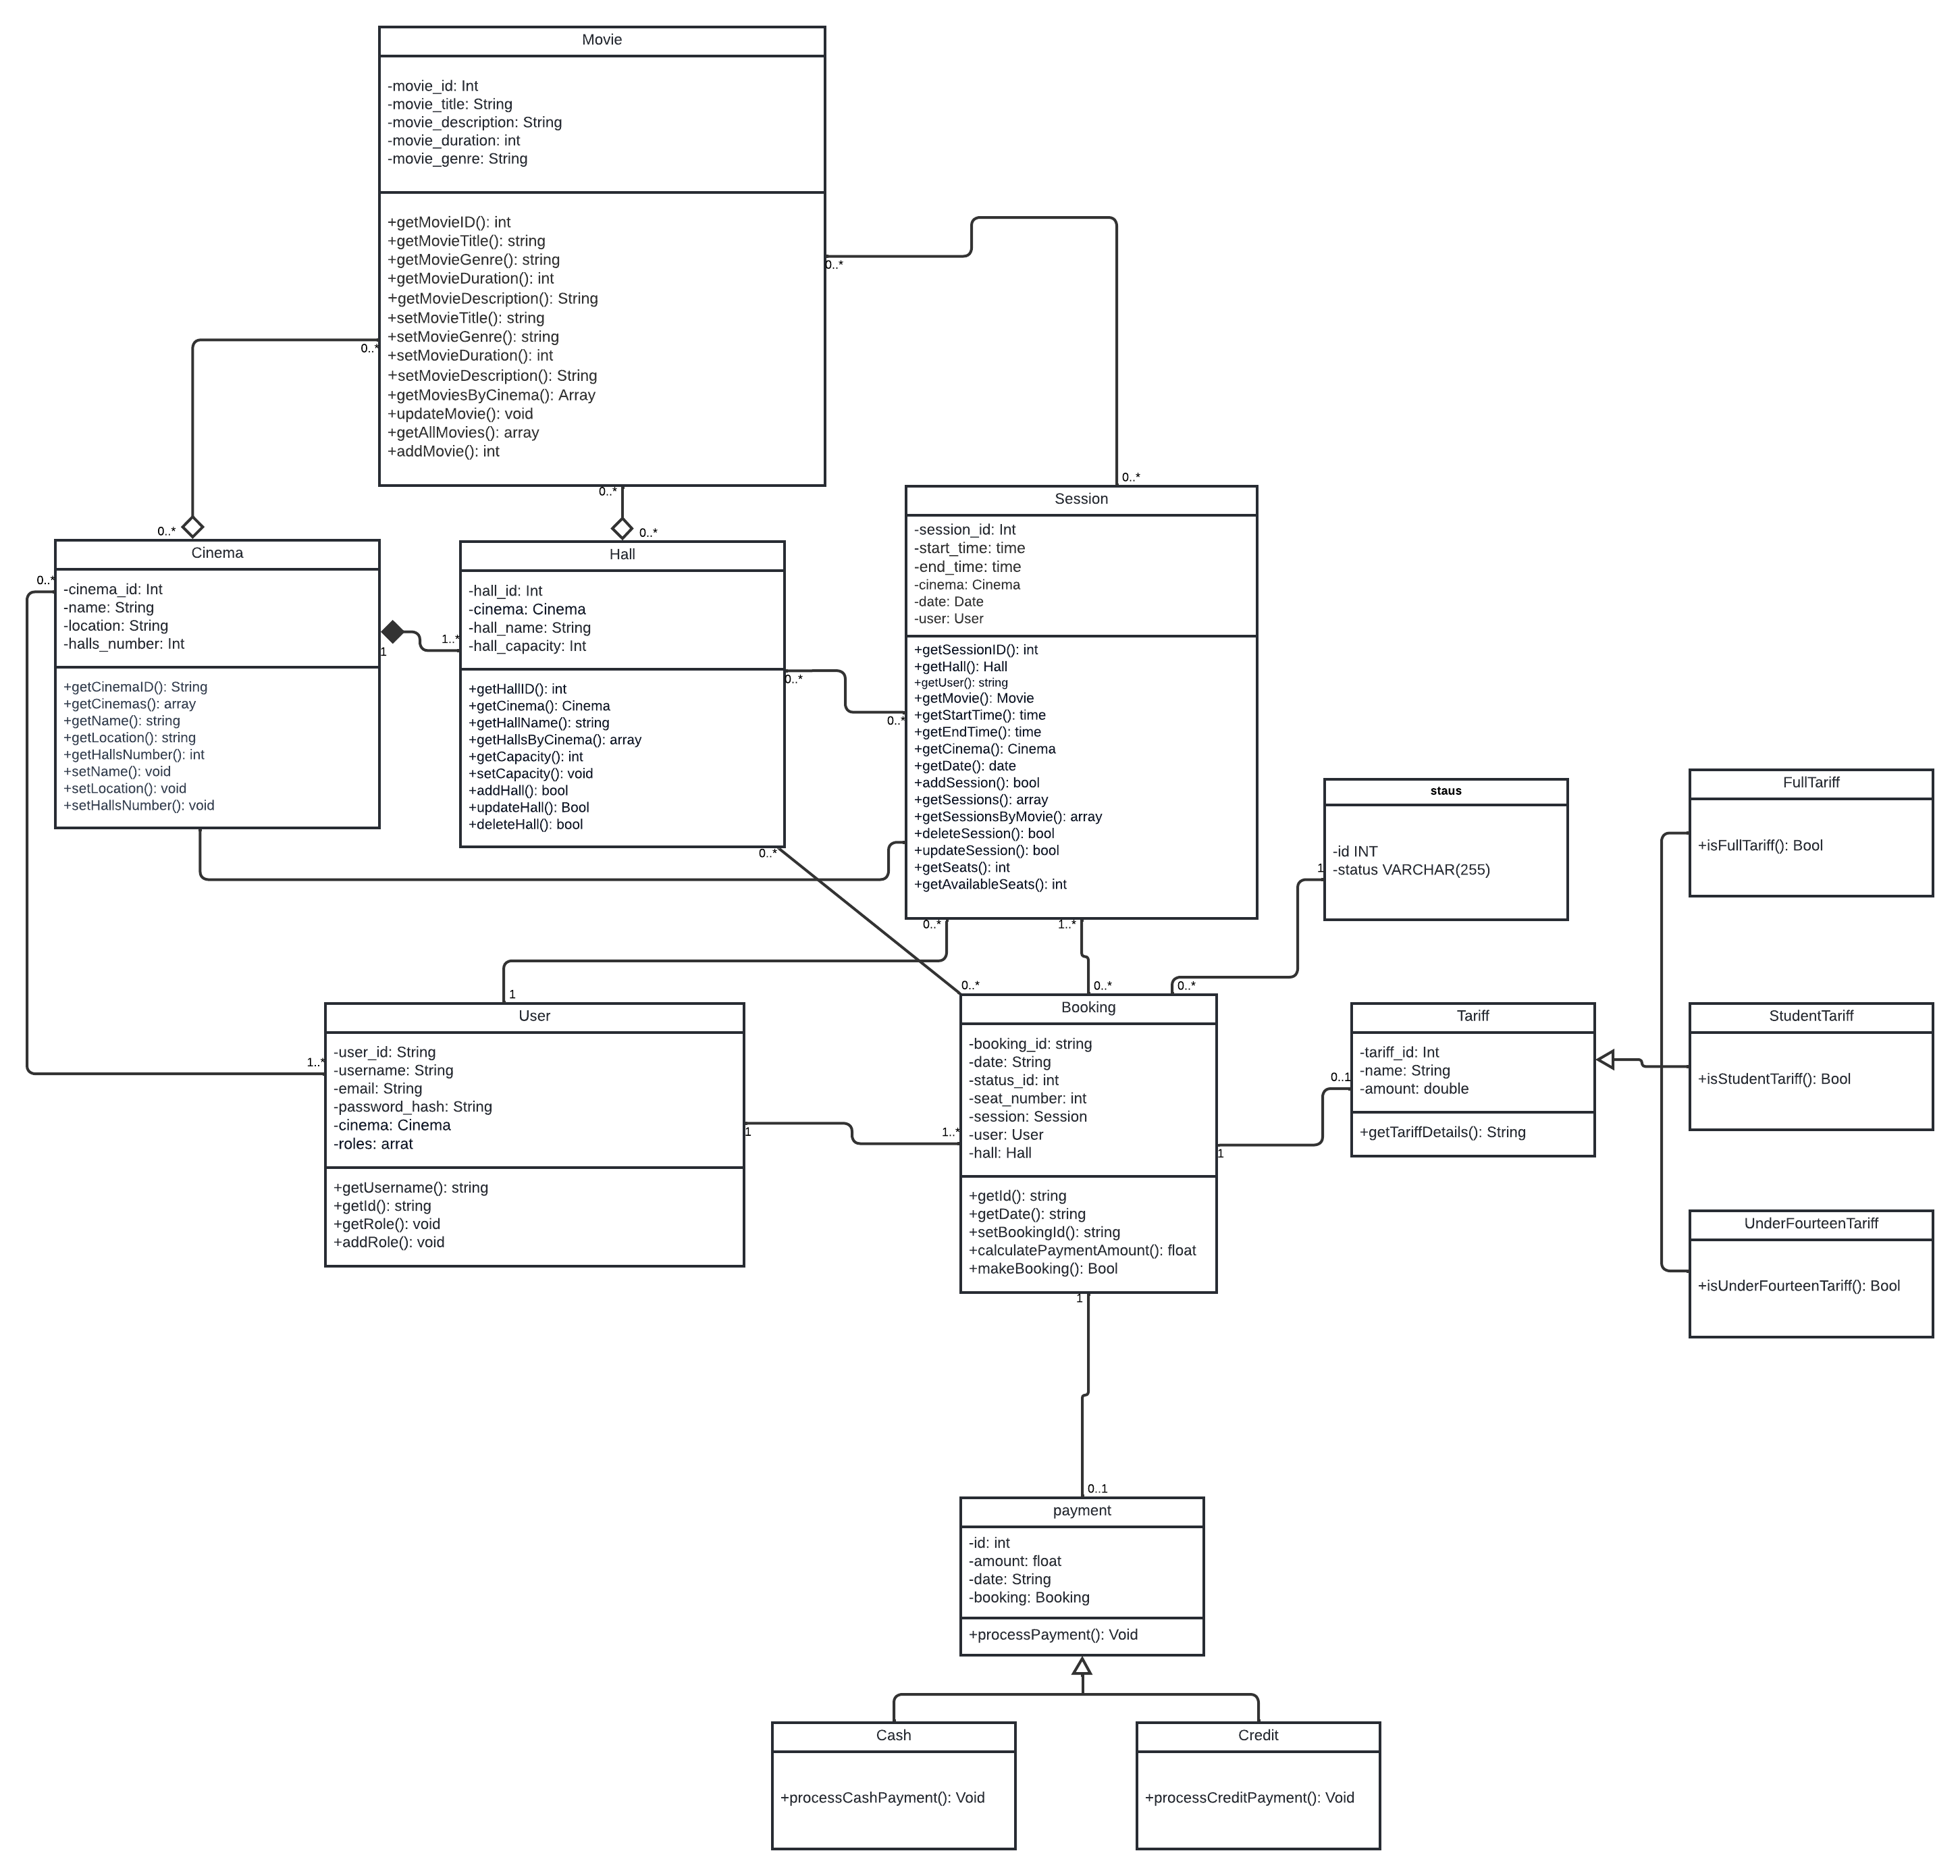 Movie
-movie_id: Int
-movie_title: String
-movie_description: String
-movie_duration: int
-movie_genre: String
+getMovieID(): int
+getMovieTitle(): string
+getMovieGenre(): string
+getMovieDuration(): int
+getMovieDescription(): String
+setMovieTitle(): string
+setMovieGenre(): string
+setMovieDuration(): int
+setMovieDescription(): String
+getMoviesByCinema(): Array
+updateMovie(): void
+getAllMovies(): array
+addMovie(): int
0..*
0..*
0..*
0..*
0..*
0..*
Cinema
-cinema_id: Int
-name: String
-location: String
-halls_number: Int
+getCinemaID(): String
+getCinemas(): array
+getName(): string
+getLocation(): string
+getHallsNumber(): int
+setName(): void
+setLocation(): void
+setHallsNumber(): void
0..*
1
1..*
Hall
-hall_id: Int
-cinema: Cinema
-hall_name: String
-hall_capacity: Int
+getHallID(): int
+getCinema(): Cinema
+getHallName(): string
+getHallsByCinema(): array
+getCapacity(): int
+setCapacity(): void
+addHall(): bool
+updateHall(): Bool
+deleteHall(): bool
0..*
0..*
0..*
Session
-session_id: Int
-start_time: time
-end_time: time
-cinema: Cinema
-date: Date
-user: User
+getSessionID(): int
+getHall(): Hall
+getUser(): string
+getMovie(): Movie
+getStartTime(): time
+getEndTime(): time
+getCinema(): Cinema
+getDate(): date
+addSession(): bool
+getSessions(): array
+getSessionsByMovie(): array
+deleteSession(): bool
+updateSession(): bool
+getSeats(): int
+getAvailableSeats(): int
0..*
1..*
staus
-id INT
-status VARCHAR(255)
1
FullTariff
+isFullTariff(): Bool
1
0..*
0..*
0..*
User
-user_id: String
-username: String
-email: String
-password_hash: String
-cinema: Cinema
-roles: arrat
+getUsername(): string
+getId(): string
+getRole(): void
+addRole(): void
1..*
1
1..*
Booking
-booking_id: string
-date: String
-status_id: int
-seat_number: int
-session: Session
-user: User
-hall: Hall
+getId(): string
+getDate(): string
+setBookingId(): string
+calculatePaymentAmount(): float
+makeBooking(): Bool
1
0..1
Tariff
-tariff_id: Int
-name: String
-amount: double
+getTariffDetails(): String
StudentTariff
+isStudentTariff(): Bool
UnderFourteenTariff
+isUnderFourteenTariff(): Bool
1
0..1
payment
-id: int
-amount: float
-date: String
-booking: Booking
+processPayment(): Void
Cash
+processCashPayment(): Void
Credit
+processCreditPayment(): Void